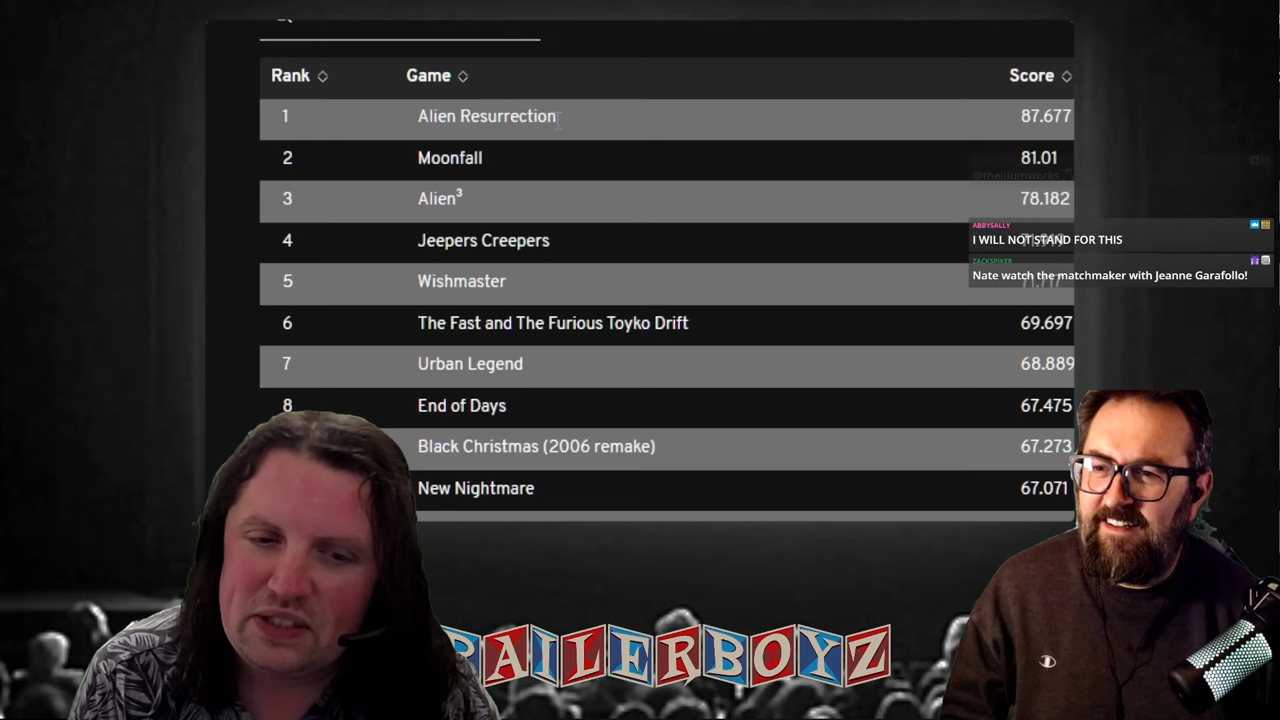 Rank Game Score
1 Alien Resurrection 87.677
2 Moonfall 81.01
@theillumworks
3 Alien³ 78.182
ABBYSALLY
4 Jeepers Creepers
I WILL NOT STAND FOR THIS
ZACKSPIKER
5 Wishmaster
Nate watch the matchmaker with Jeanne Garafollo!
6 The Fast and The Furious Toyko Drift 69.697
7 Urban Legend 68.889
8 End of Days 67.475
Black Christmas (2006 remake) 67.273
New Nightmare 67.071
AILERBOYZ